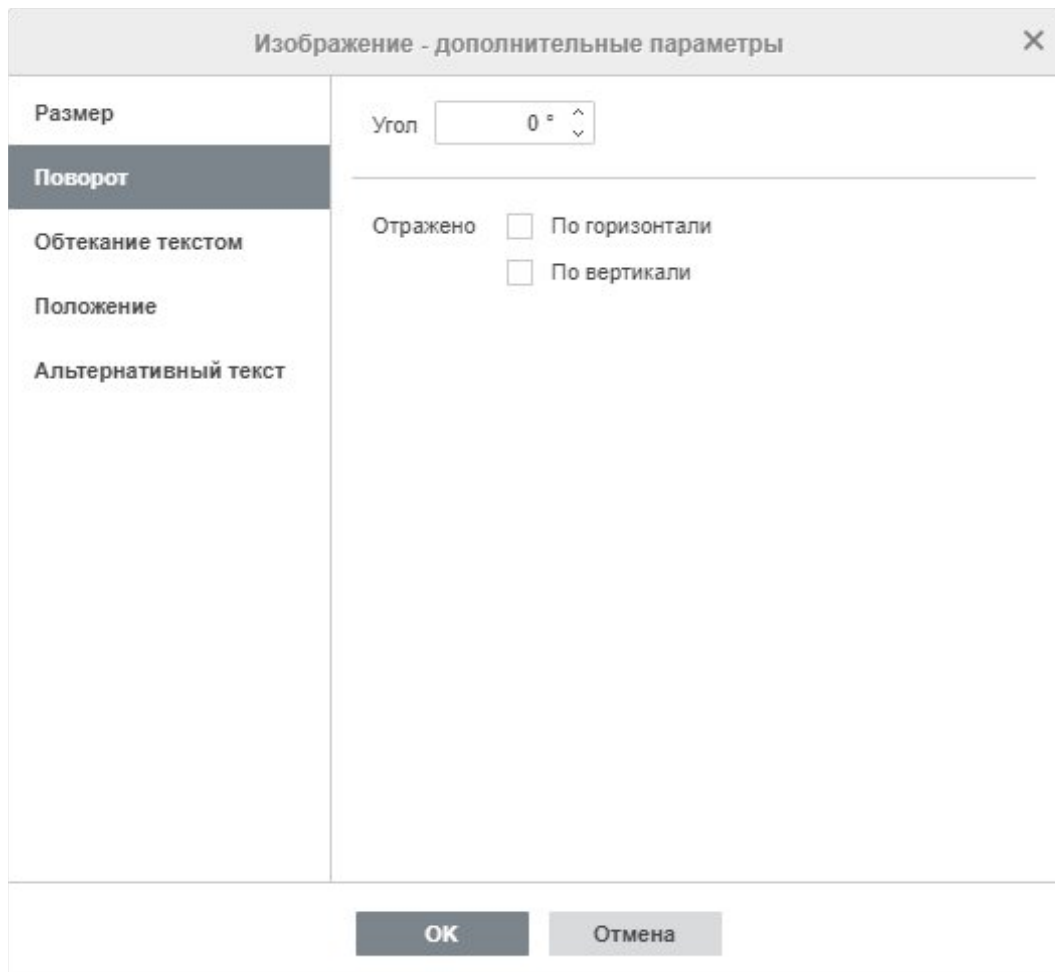 Изображение - дополнительные параметры
Размер
Поворот
Обтекание текстом
Положение
Альтернативный текст
Угол 0 °
Отражено По горизонтали
По вертикали
OK Отмена